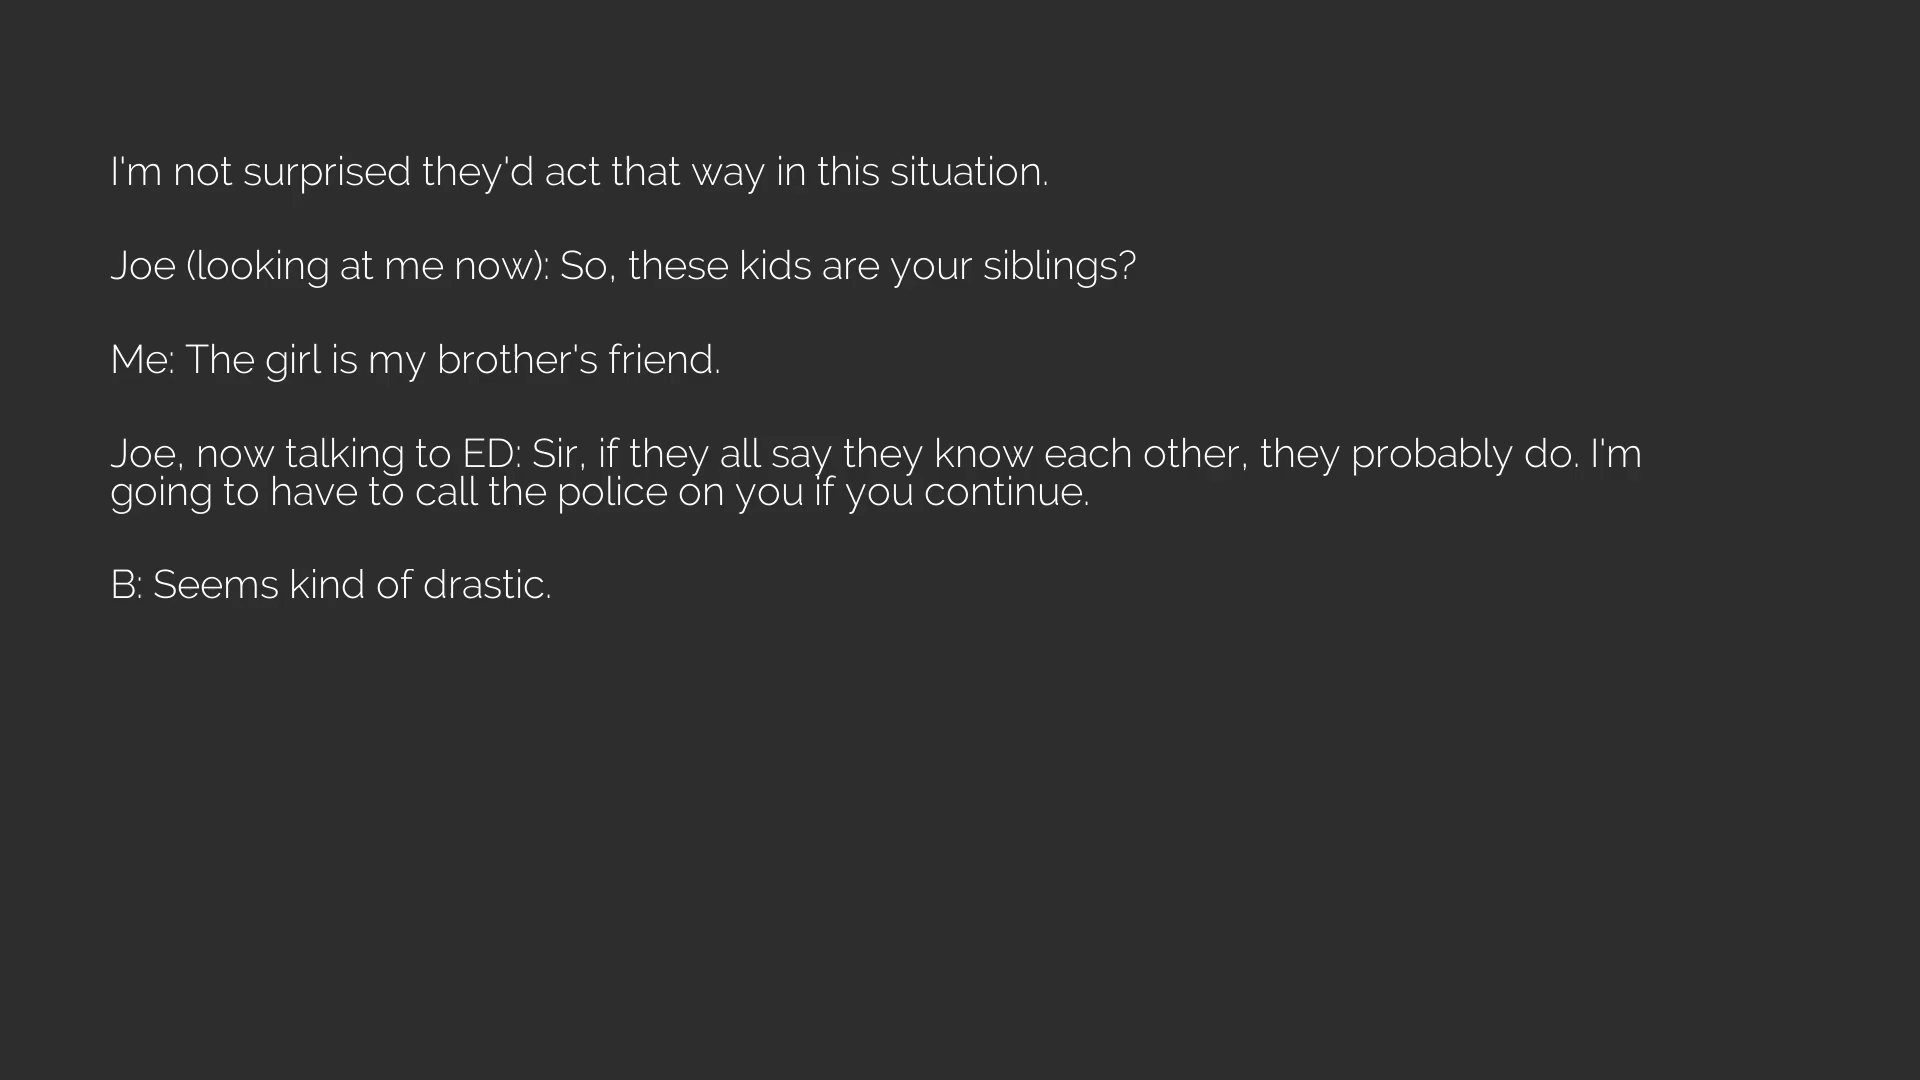 I'm not surprised they'd act that way in this situation.
Joe (looking at me now): So, these kids are your siblings?
Me: The girl is my brother's friend.
Joe, now talking to ED: Sir, if they all say they know each other, they probably do. I'm
going to have to call the police on you if you continue.
B: Seems kind of drastic.